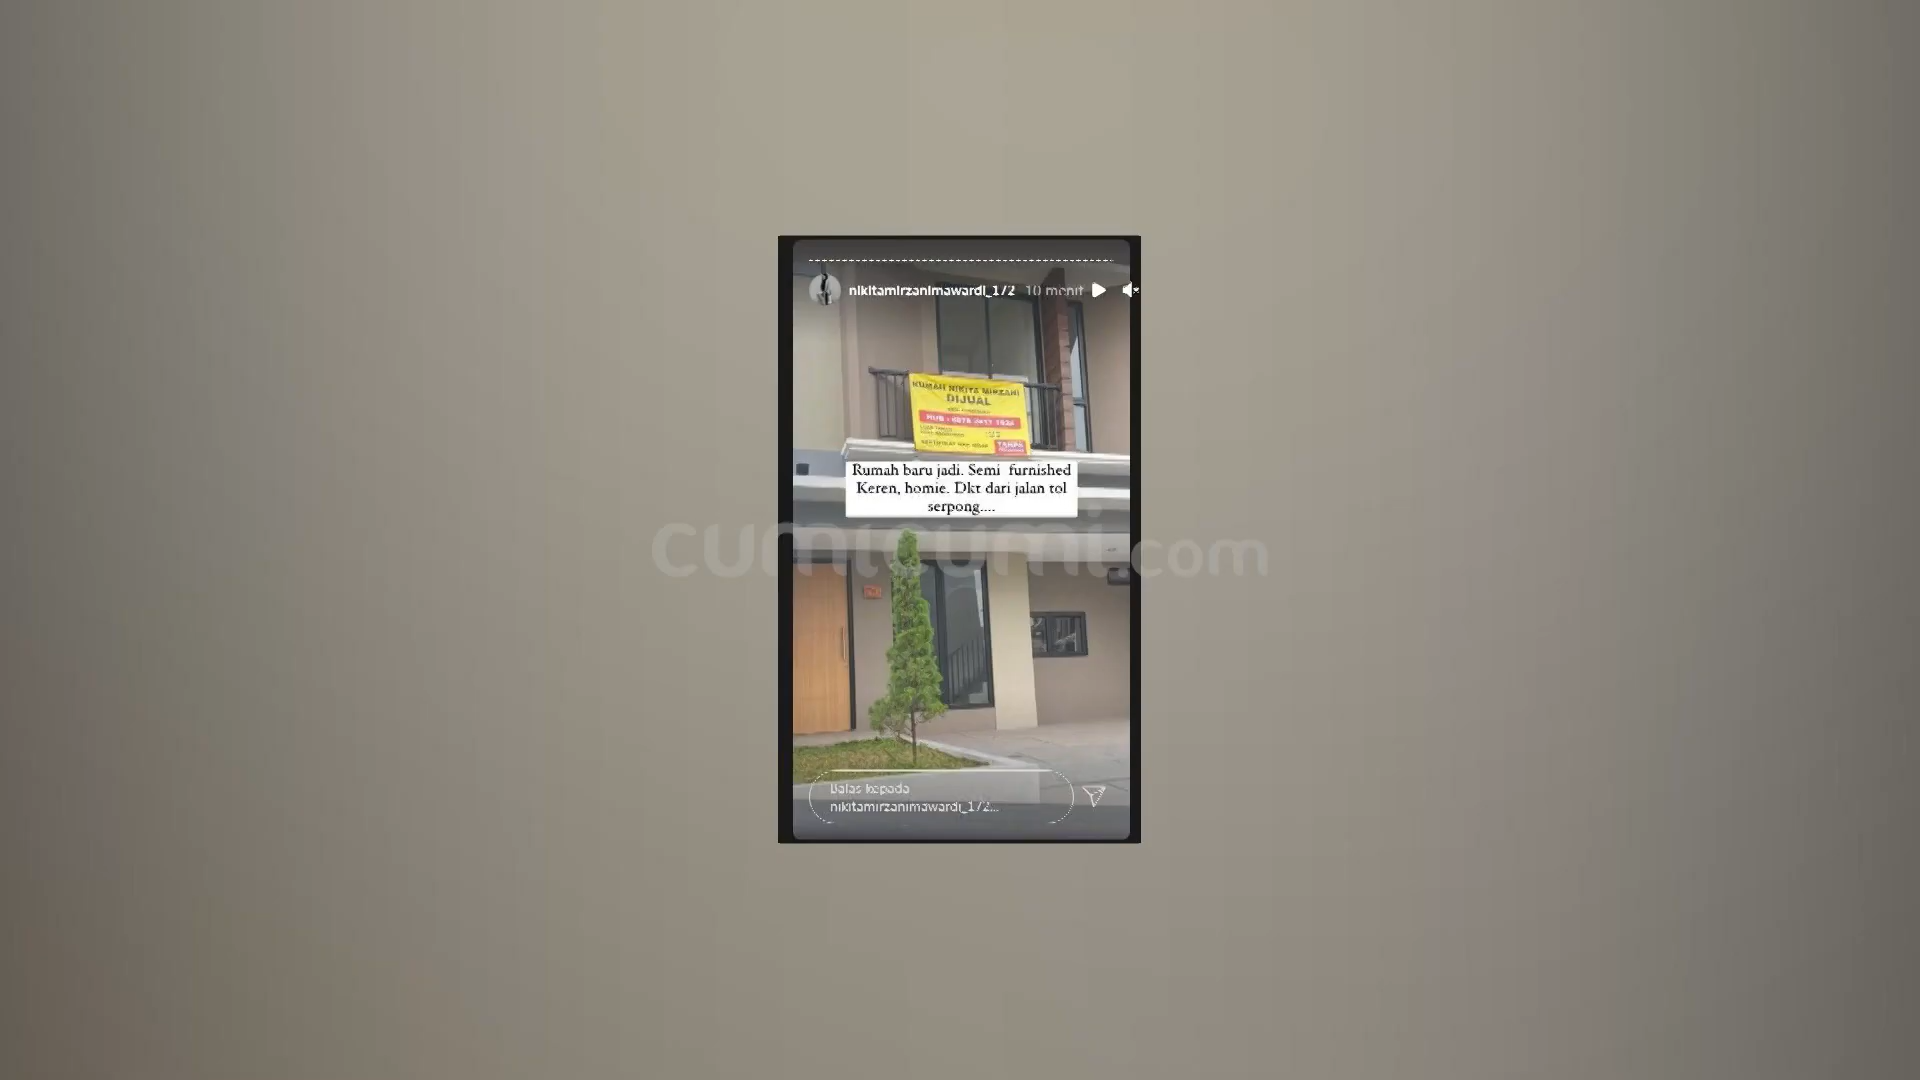 nikitamirzanimawardi_172 10 menit
RUMAH NIKITA MIRZANI
DIJUAL
Rumah baru jadi. Semi furnished
Keren, homie. Dkt dari jalan tol
serpong....
cumicumi.com
Balas kepada
nikitamirzanimawardi_172...